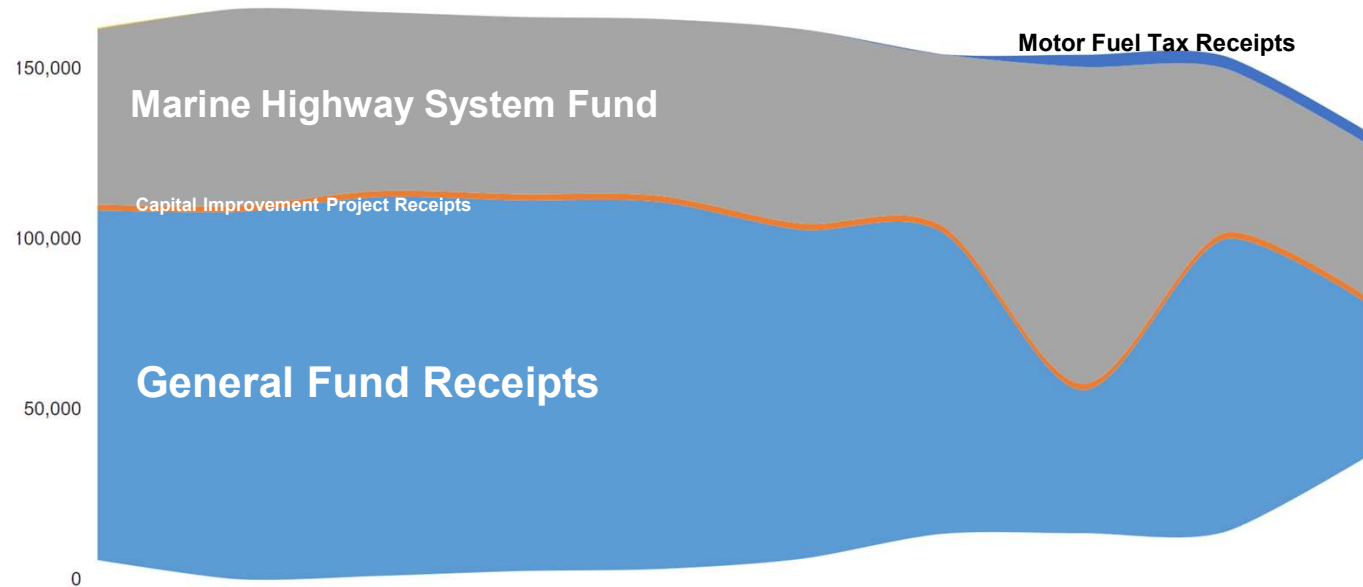 Motor Fuel Tax Receipts
150,000
Marine Highway System Fund
Capital Improvement Project Receipts
100,000
General Fund Receipts
50,000
0